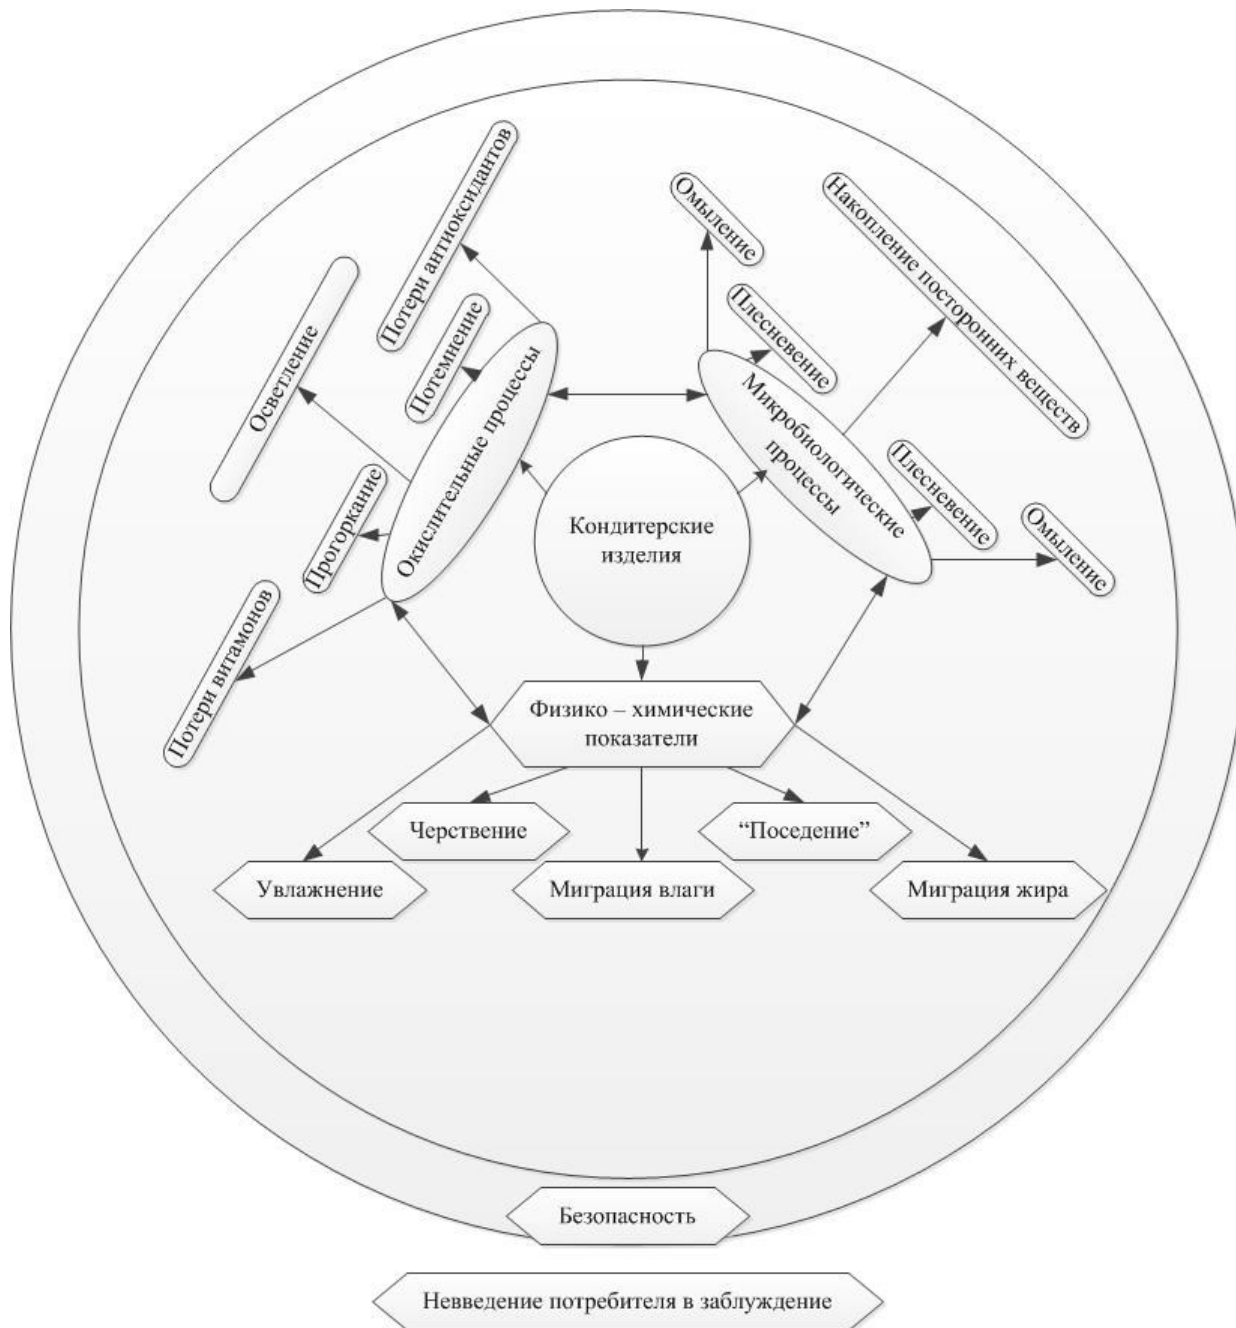 Потери антиоксидантов
Омыление
Накопление посторонних веществ
Осветление
Потемнение
Плесневение
Окислительные процессы
Микробиологические
процессы
Прогоркание
Плесневение
Омыление
Кондитерские
изделия
Потери витамонов
Физико – химические
показатели
Черствение
“Поседение”
Увлажнение
Миграция влаги
Миграция жира
Безопасность
Невведение потребителя в заблуждение